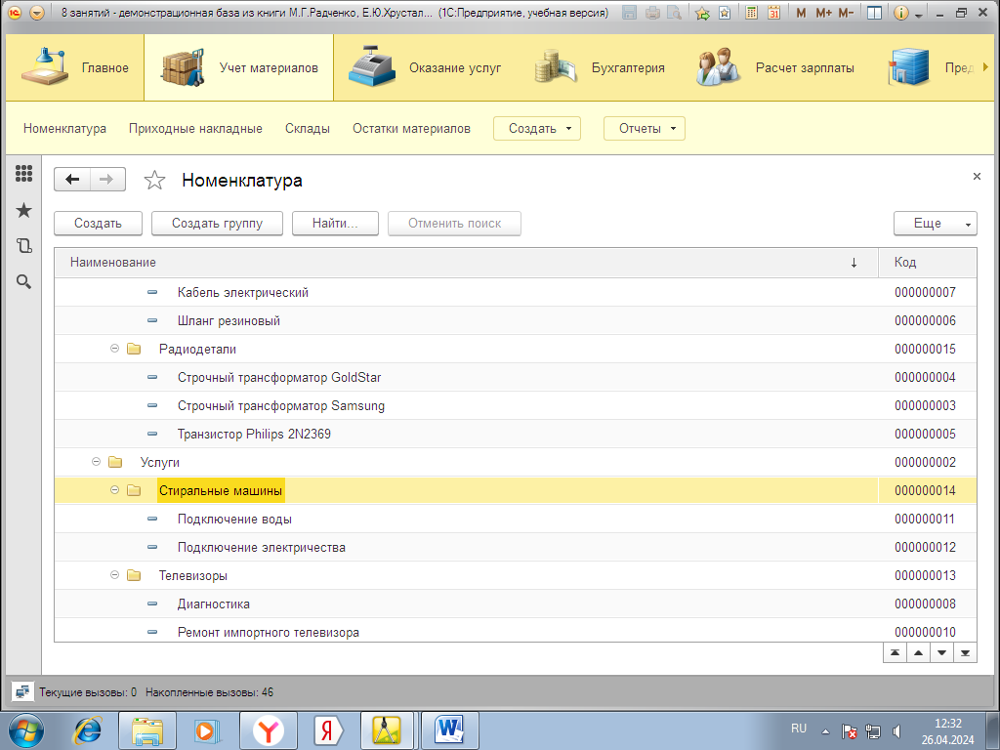 8 занятий - демонстрационная база из книги М.Г.Радченко, Е.Ю.Хрустал... (1С:Предприятие, учебная версия)
M M+ M-
Главное
Учет материалов
Оказание услуг
Бухгалтерия
Расчет зарплаты
Пред
Номенклатура Приходные накладные Склады Остатки материалов Создать Отчеты
Номенклатура
Создать Создать группу Найти... Отменить поиск Еще
Наименование Код
Кабель электрический 000000007
Шланг резиновый 000000006
Радиодетали 000000015
Строчный трансформатор GoldStar 000000004
Строчный трансформатор Samsung 000000003
Транзистор Philips 2N2369 000000005
Услуги 000000002
Стиральные машины 000000014
Подключение воды 000000011
Подключение электричества 000000012
Телевизоры 000000013
Диагностика 000000008
Ремонт импортного телевизора 000000010
Текущие вызовы: 0 Накопленные вызовы: 46
RU
12:32
26.04.2024